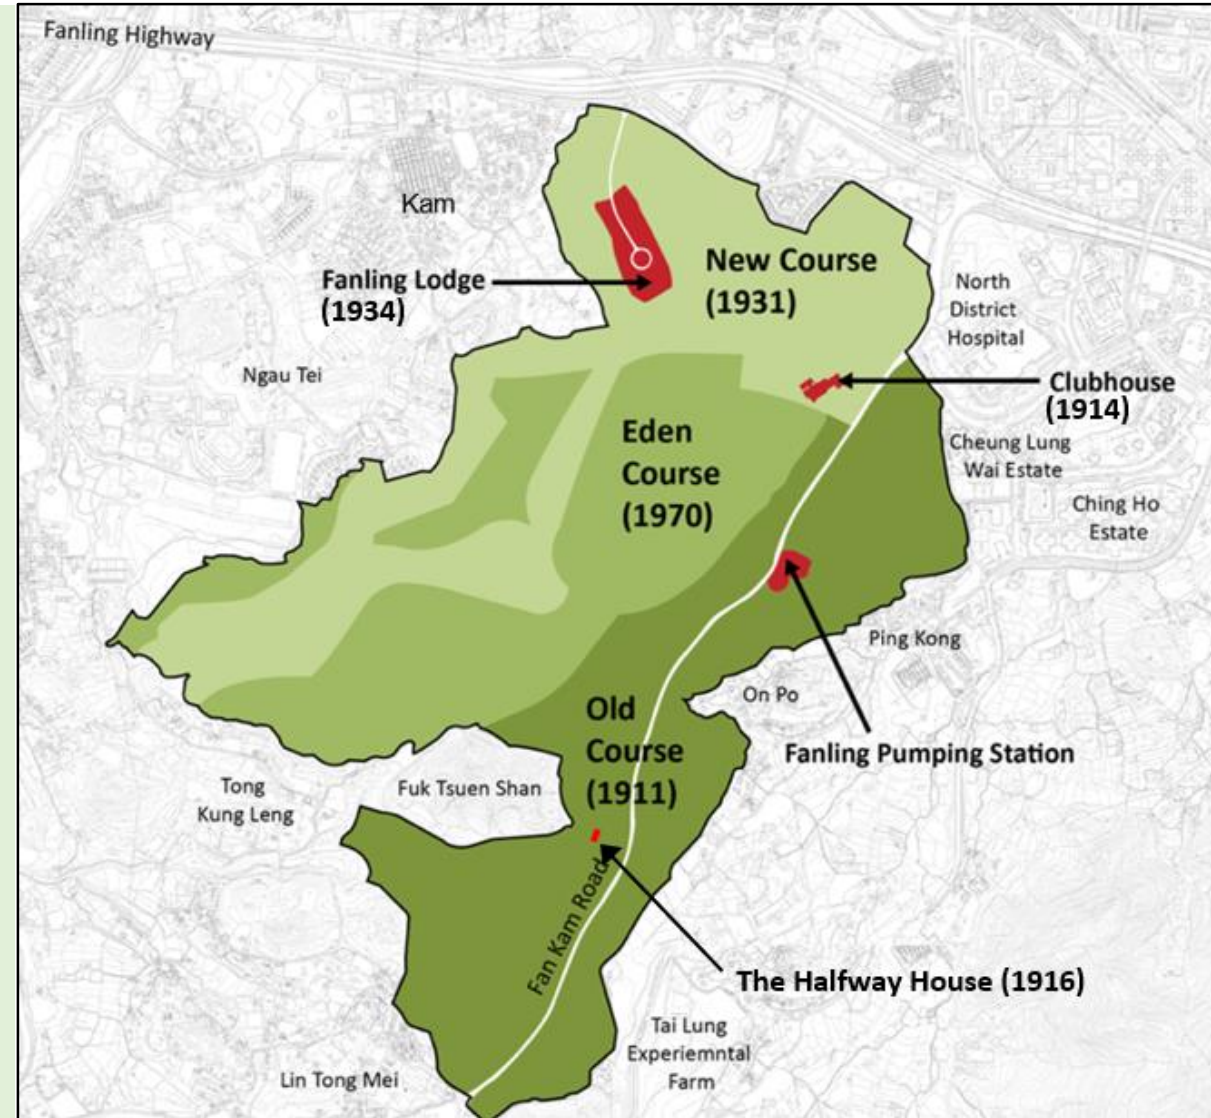 Fanling Highway
Kam
Fanling Lodge
(1934)
New Course
(1931)
North
District
Hospital
Ngau Tei
Clubhouse
(1914)
Eden
Course
(1970)
Cheung Lung
Wai Estate
Ching Ho
Estate
Ping Kong
On Po
Old
Course
(1911)
Fanling Pumping Station
Tong
Kung Leng
Fuk Tsuen Shan
Fan Kam Road
The Halfway House (1916)
Tai Lung
Experiemntal
Farm
Lin Tong Mei